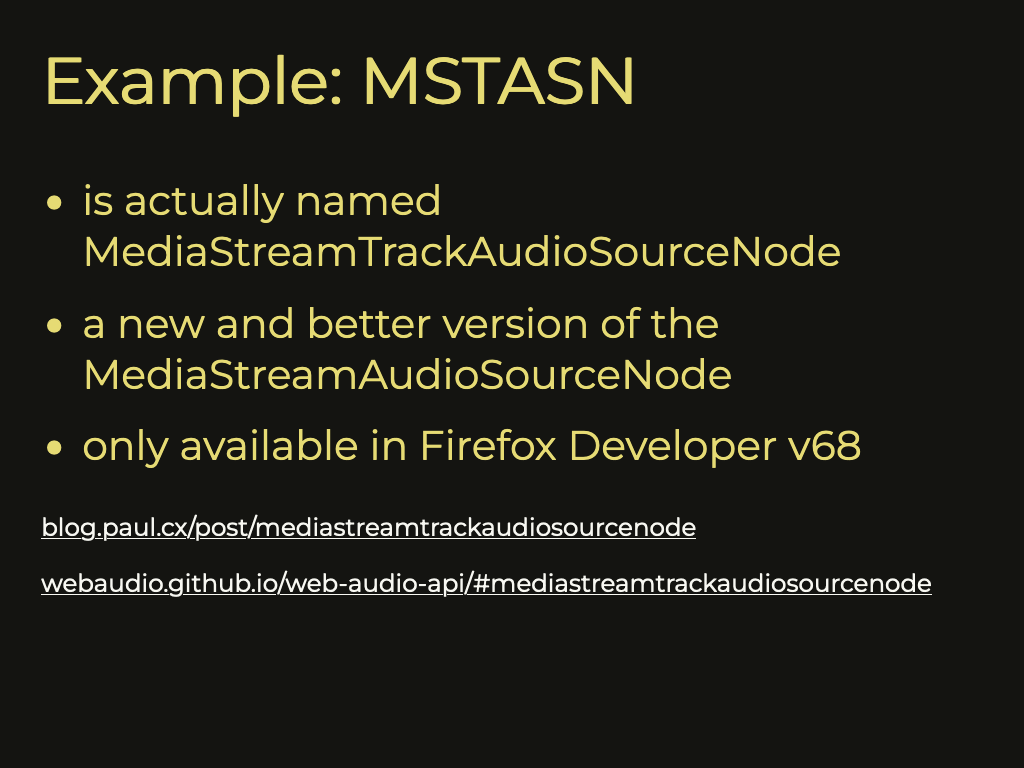 Example: MSTASN
• is actually named
MediaStreamTrackAudioSourceNode
• a new and better version of the
MediaStreamAudioSourceNode
• only available in Firefox Developer v68
blog.paul.cx/post/mediastreamtrackaudiosourcenode
webaudio.github.io/web-audio-api/#mediastreamtrackaudiosourcenode